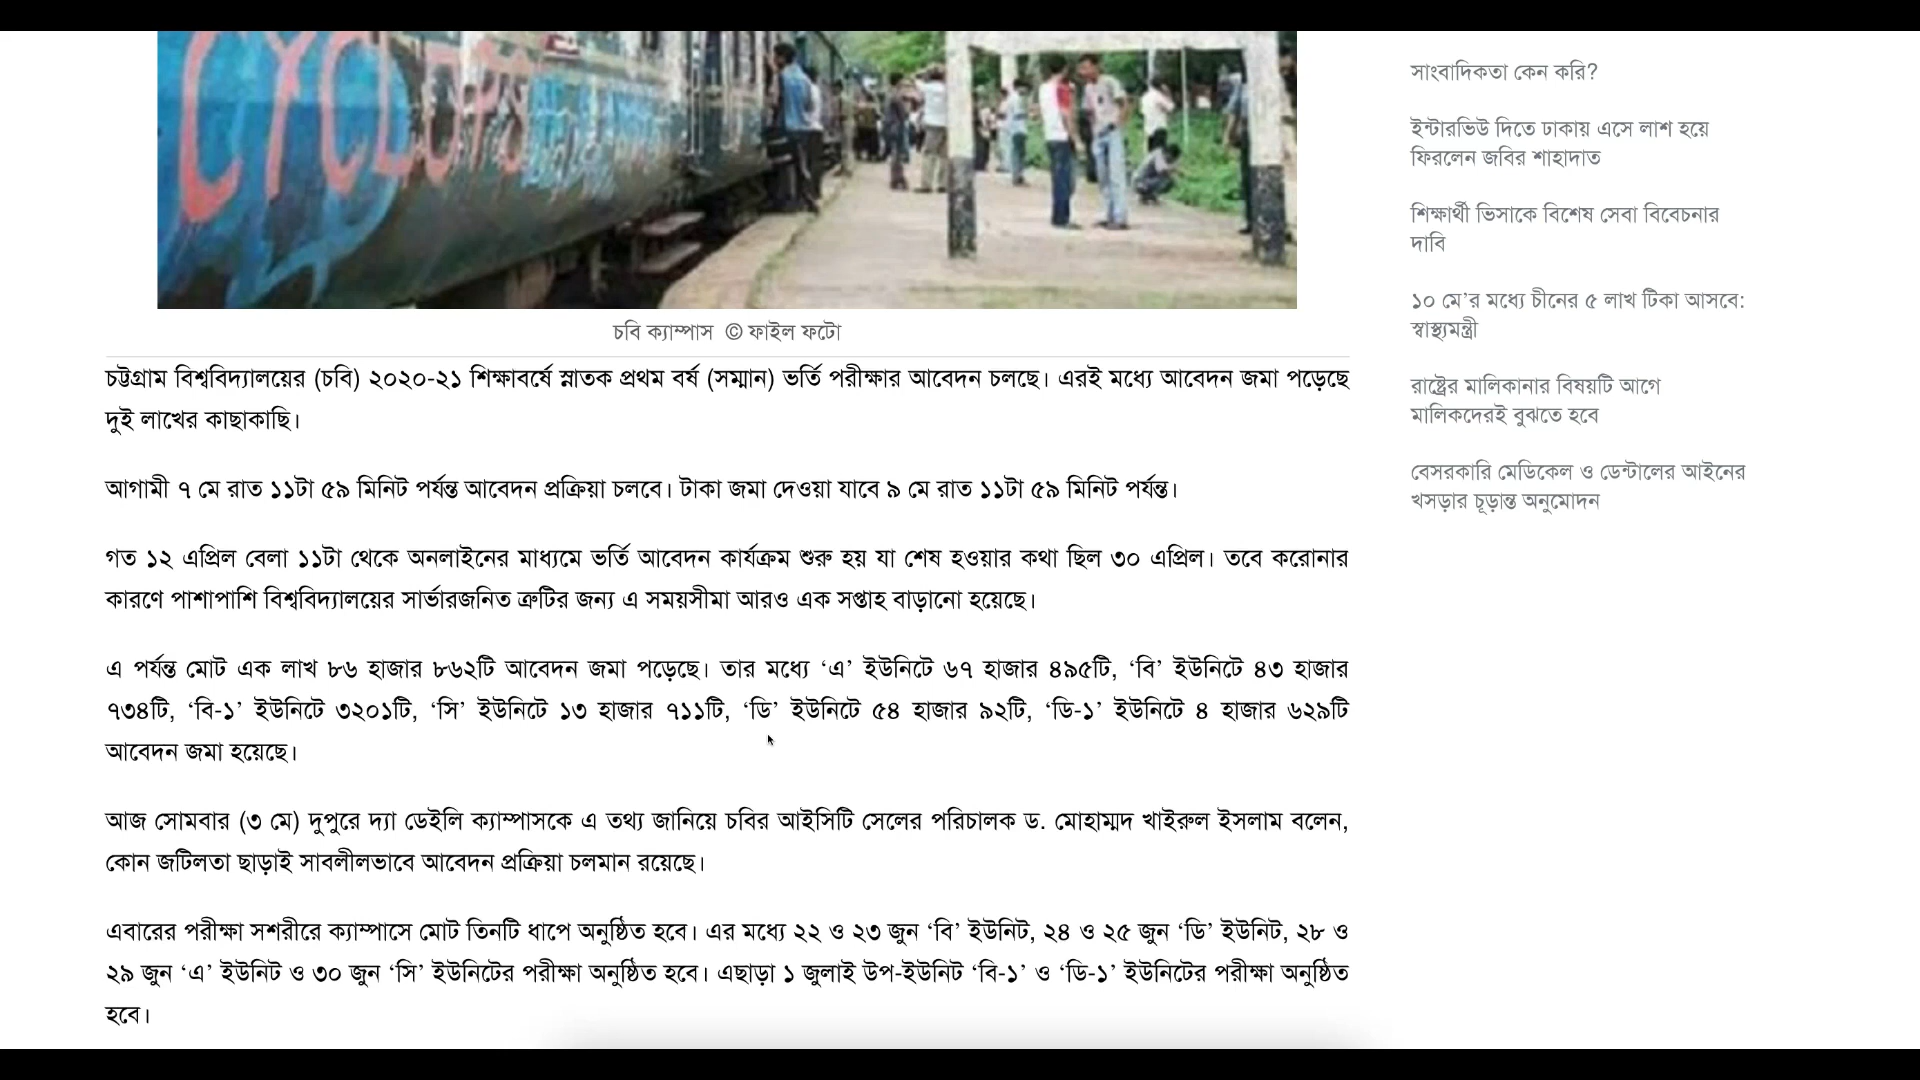 CYCLOPS
চবি ক্যাম্পাস © ফাইল ফটো
চট্টগ্রাম বিশ্ববিদ্যালয়ের (চবি) ২০২০-২১ শিক্ষাবর্ষে স্নাতক প্রথম বর্ষ (সম্মান) ভর্তি পরীক্ষার আবেদন চলছে। এরই মধ্যে আবেদন জমা পড়েছে
দুই লাখের কাছাকাছি।
আগামী ৭ মে রাত ১১টা ৫৯ মিনিট পর্যন্ত আবেদন প্রক্রিয়া চলবে। টাকা জমা দেওয়া যাবে ৯ মে রাত ১১টা ৫৯ মিনিট পর্যন্ত।
গত ১২ এপ্রিল বেলা ১১টা থেকে অনলাইনের মাধ্যমে ভর্তি আবেদন কার্যক্রম শুরু হয় যা শেষ হওয়ার কথা ছিল ৩০ এপ্রিল। তবে করোনার
কারণে পাশাপাশি বিশ্ববিদ্যালয়ের সার্ভারজনিত ত্রুটির জন্য এ সময়সীমা আরও এক সপ্তাহ বাড়ানো হয়েছে।
এ পর্যন্ত মোট এক লাখ ৮৬ হাজার ৮৬২টি আবেদন জমা পড়েছে। তার মধ্যে ‘এ’ ইউনিটে ৬৭ হাজার ৪৯৫টি, ‘বি’ ইউনিটে ৪৩ হাজার
৭৩৪টি, ‘বি-১’ ইউনিটে ৩২০১টি, ‘সি’ ইউনিটে ১৩ হাজার ৭১১টি, ‘ডি’ ইউনিটে ৫৪ হাজার ৯২টি, ‘ডি-১’ ইউনিটে ৪ হাজার ৬২৯টি
আবেদন জমা হয়েছে।
আজ সোমবার (৩ মে) দুপুরে দ্যা ডেইলি ক্যাম্পাসকে এ তথ্য জানিয়ে চবির আইসিটি সেলের পরিচালক ড. মোহাম্মদ খাইরুল ইসলাম বলেন,
কোন জটিলতা ছাড়াই সাবলীলভাবে আবেদন প্রক্রিয়া চলমান রয়েছে।
এবারের পরীক্ষা সশরীরে ক্যাম্পাসে মোট তিনটি ধাপে অনুষ্ঠিত হবে। এর মধ্যে ২২ ও ২৩ জুন ‘বি’ ইউনিট, ২৪ ও ২৫ জুন ‘ডি’ ইউনিট, ২৮ ও
২৯ জুন ‘এ’ ইউনিট ও ৩০ জুন ‘সি’ ইউনিটের পরীক্ষা অনুষ্ঠিত হবে। এছাড়া ১ জুলাই উপ-ইউনিট ‘বি-১’ ও ‘ডি-১’ ইউনিটের পরীক্ষা অনুষ্ঠিত
হবে।
সাংবাদিকতা কেন করি?
ইন্টারভিউ দিতে ঢাকায় এসে লাশ হয়ে
ফিরলেন জবির শাহাদাত
শিক্ষার্থী ভিসাকে বিশেষ সেবা বিবেচনার
দাবি
১০ মে’র মধ্যে চীনের ৫ লাখ টিকা আসবে:
স্বাস্থ্যমন্ত্রী
রাষ্ট্রের মালিকানার বিষয়টি আগে
মালিকদেরই বুঝতে হবে
বেসরকারি মেডিকেল ও ডেন্টালের আইনের
খসড়ার চূড়ান্ত অনুমোদন